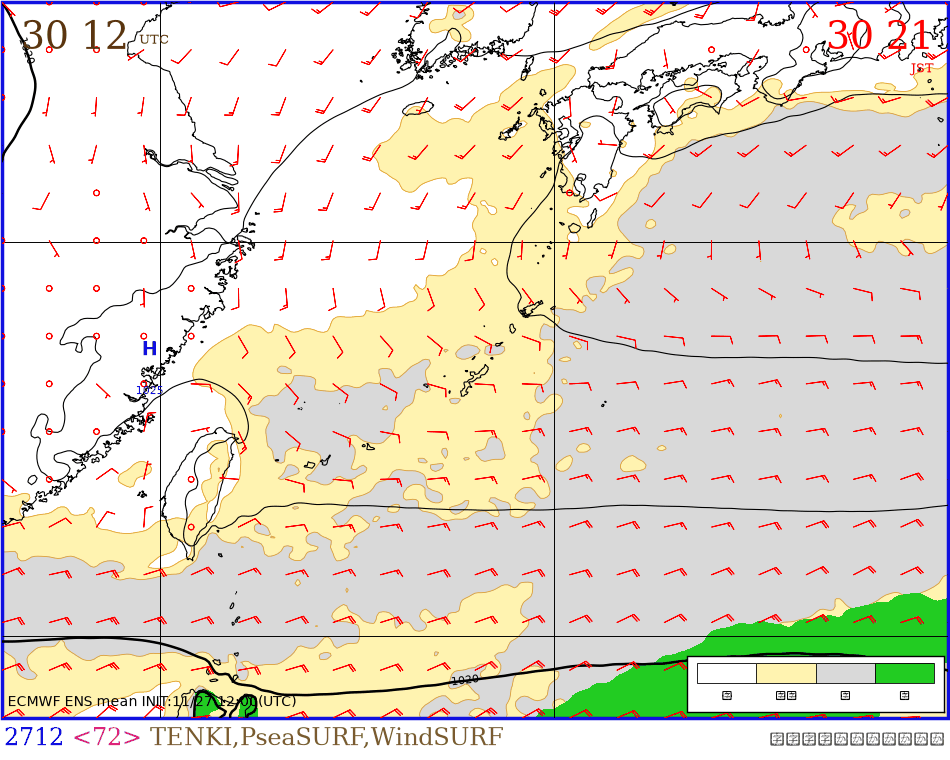 30 12 UTC
30 21 JST
H
1025
1020
ECMWF ENS mean INIT:11/27 12:00(UTC)
2712 <72> TENKI,PseaSURF,WindSURF